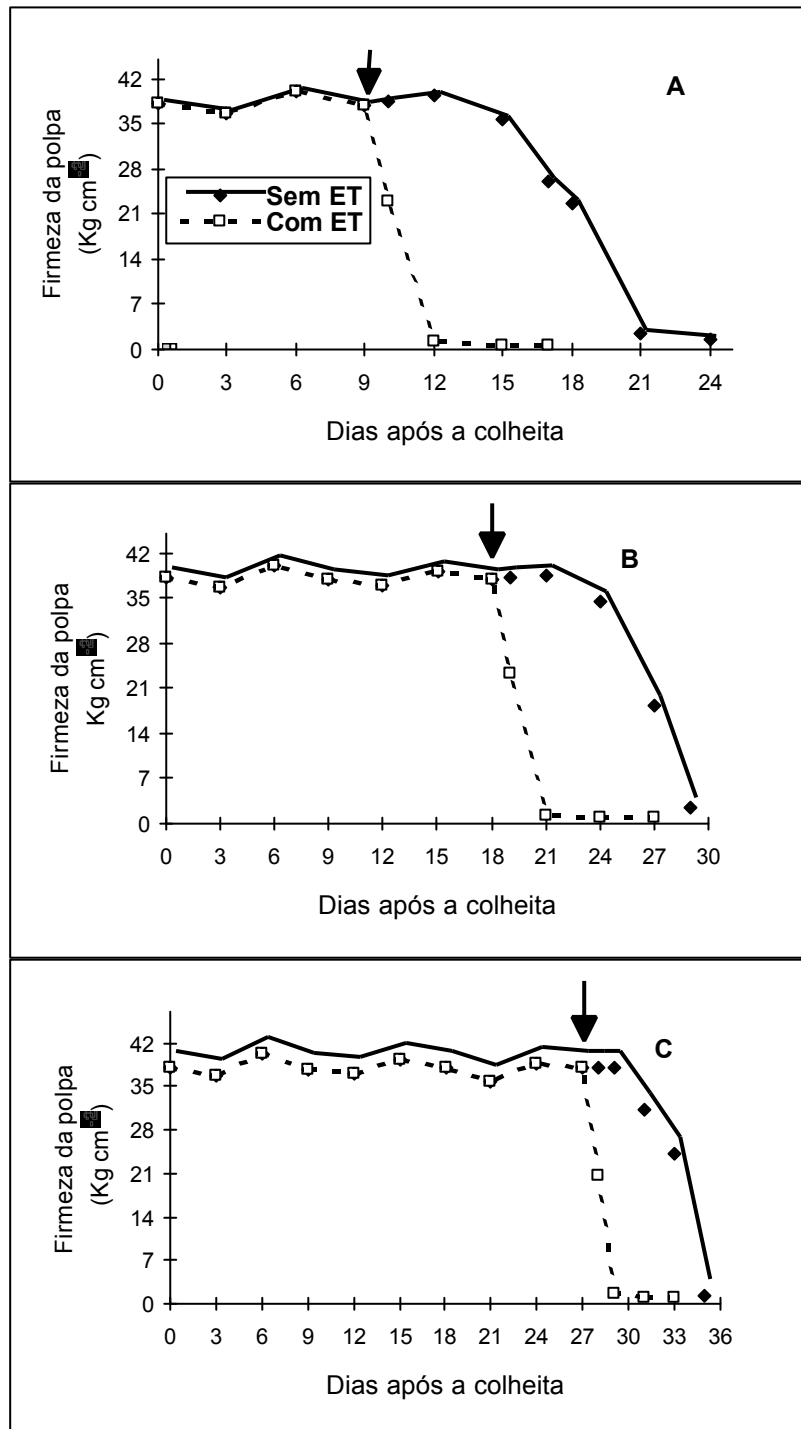 A
Firmeza da polpa
(Kg cm )
42
35
28
21
14
7
0
Sem ET
Com ET
0 3 6 9 12 15 18 21 24
Dias após a colheita
B
Firmeza da polpa
Kg cm )
42
35
28
21
14
7
0
0 3 6 9 12 15 18 21 24 27 30
Dias após a colheita
C
Firmeza da polpa
(Kg cm )
42
35
28
21
14
7
0
0 3 6 9 12 15 18 21 24 27 30 33 36
Dias após a colheita